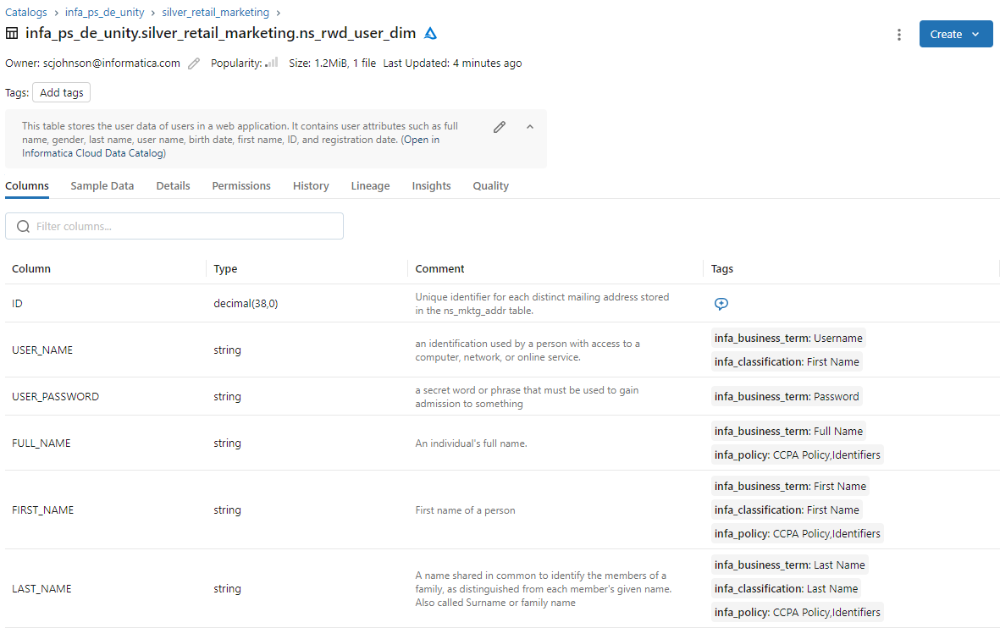 Catalogs › infa_ps_de_unity › silver_retail_marketing ›
infa_ps_de_unity.silver_retail_marketing.ns_rwd_user_dim
Create
Owner: scjohnson@informatica.com Popularity: Size: 1.2MiB, 1 file Last Updated: 4 minutes ago
Tags: Add tags
This table stores the user data of users in a web application. It contains user attributes such as full
name, gender, last name, user name, birth date, first name, ID, and registration date. (Open in
Informatica Cloud Data Catalog)
Columns Sample Data Details Permissions History Lineage Insights Quality
Filter columns...
Column Type Comment Tags
ID decimal(38,0)
Unique identifier for each distinct mailing address stored
in the ns_mktg_addr table.
USER_NAME string
an identification used by a person with access to a
computer, network, or online service.
infa_business_term: Username
infa_classification: First Name
USER_PASSWORD string
a secret word or phrase that must be used to gain
admission to something
infa_business_term: Password
FULL_NAME string An individual's full name.
infa_business_term: Full Name
infa_policy: CCPA Policy,Identifiers
FIRST_NAME string First name of a person
infa_business_term: First Name
infa_classification: First Name
infa_policy: CCPA Policy,Identifiers
LAST_NAME string
A name shared in common to identify the members of a
family, as distinguished from each member's given name.
Also called Surname or family name
infa_business_term: Last Name
infa_classification: Last Name
infa_policy: CCPA Policy,Identifiers